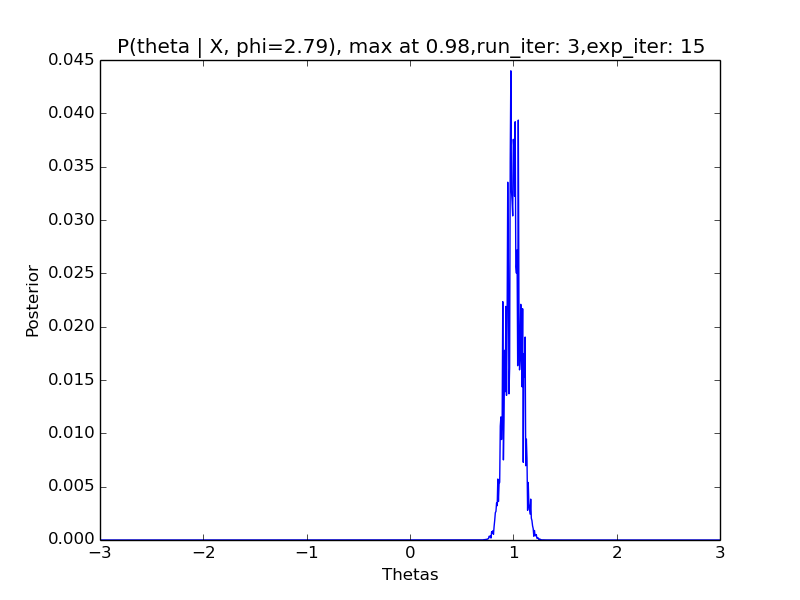 P(theta | X, phi=2.79), max at 0.98,run_iter: 3,exp_iter: 15
0.045
0.040
0.035
0.030
0.025
0.020
0.015
0.010
0.005
0.000
Posterior
−3 −2 −1 0 1 2 3
Thetas